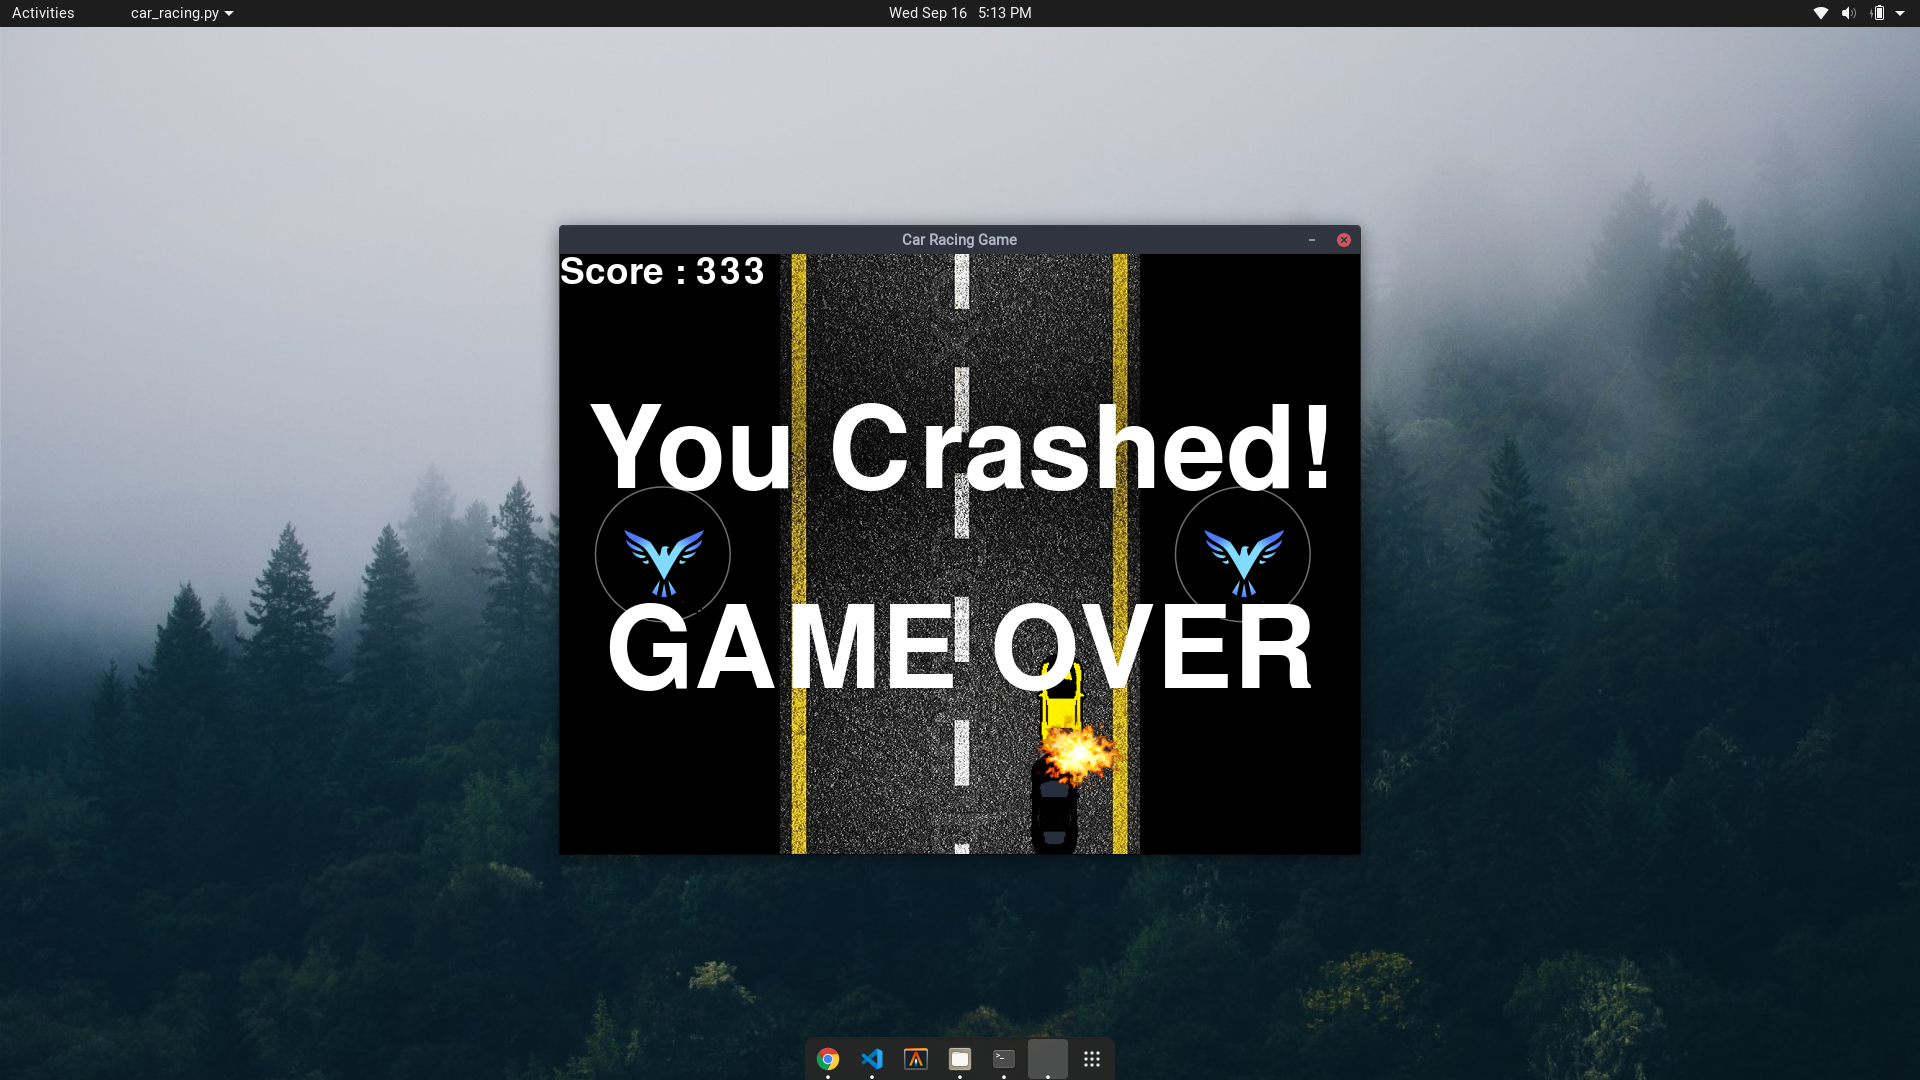 Activities
car_racing.py
Wed Sep 16 5:13 PM
Car Racing Game
Score : 333
You Crashed!
GAME OVER